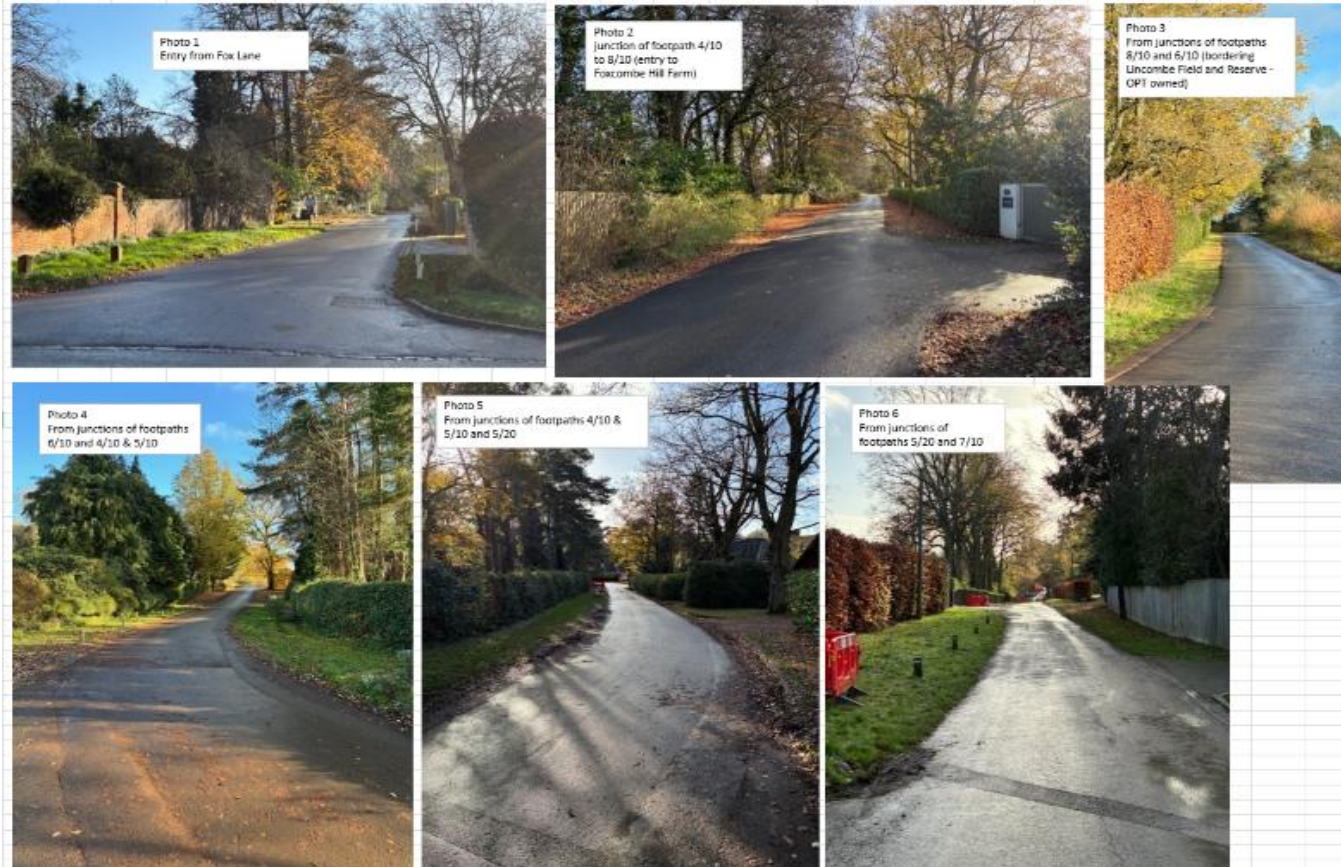 Photo 1
Entry from Fox Lane
Photo 2
junction of footpath 4/10
to 8/10 (entry to
Foxcombe Hill Farm)
Photo 3
From junctions of footpaths
8/10 and 6/10 (bordering
Lincombe Field and Reserve -
OPT owned)
Photo 4
From junctions of footpaths
6/10 and 4/10 & 5/10
Photo 5
From junctions of footpaths 4/10 &
5/10 and 5/20
Photo 6
From junctions of
footpaths 5/20 and 7/10